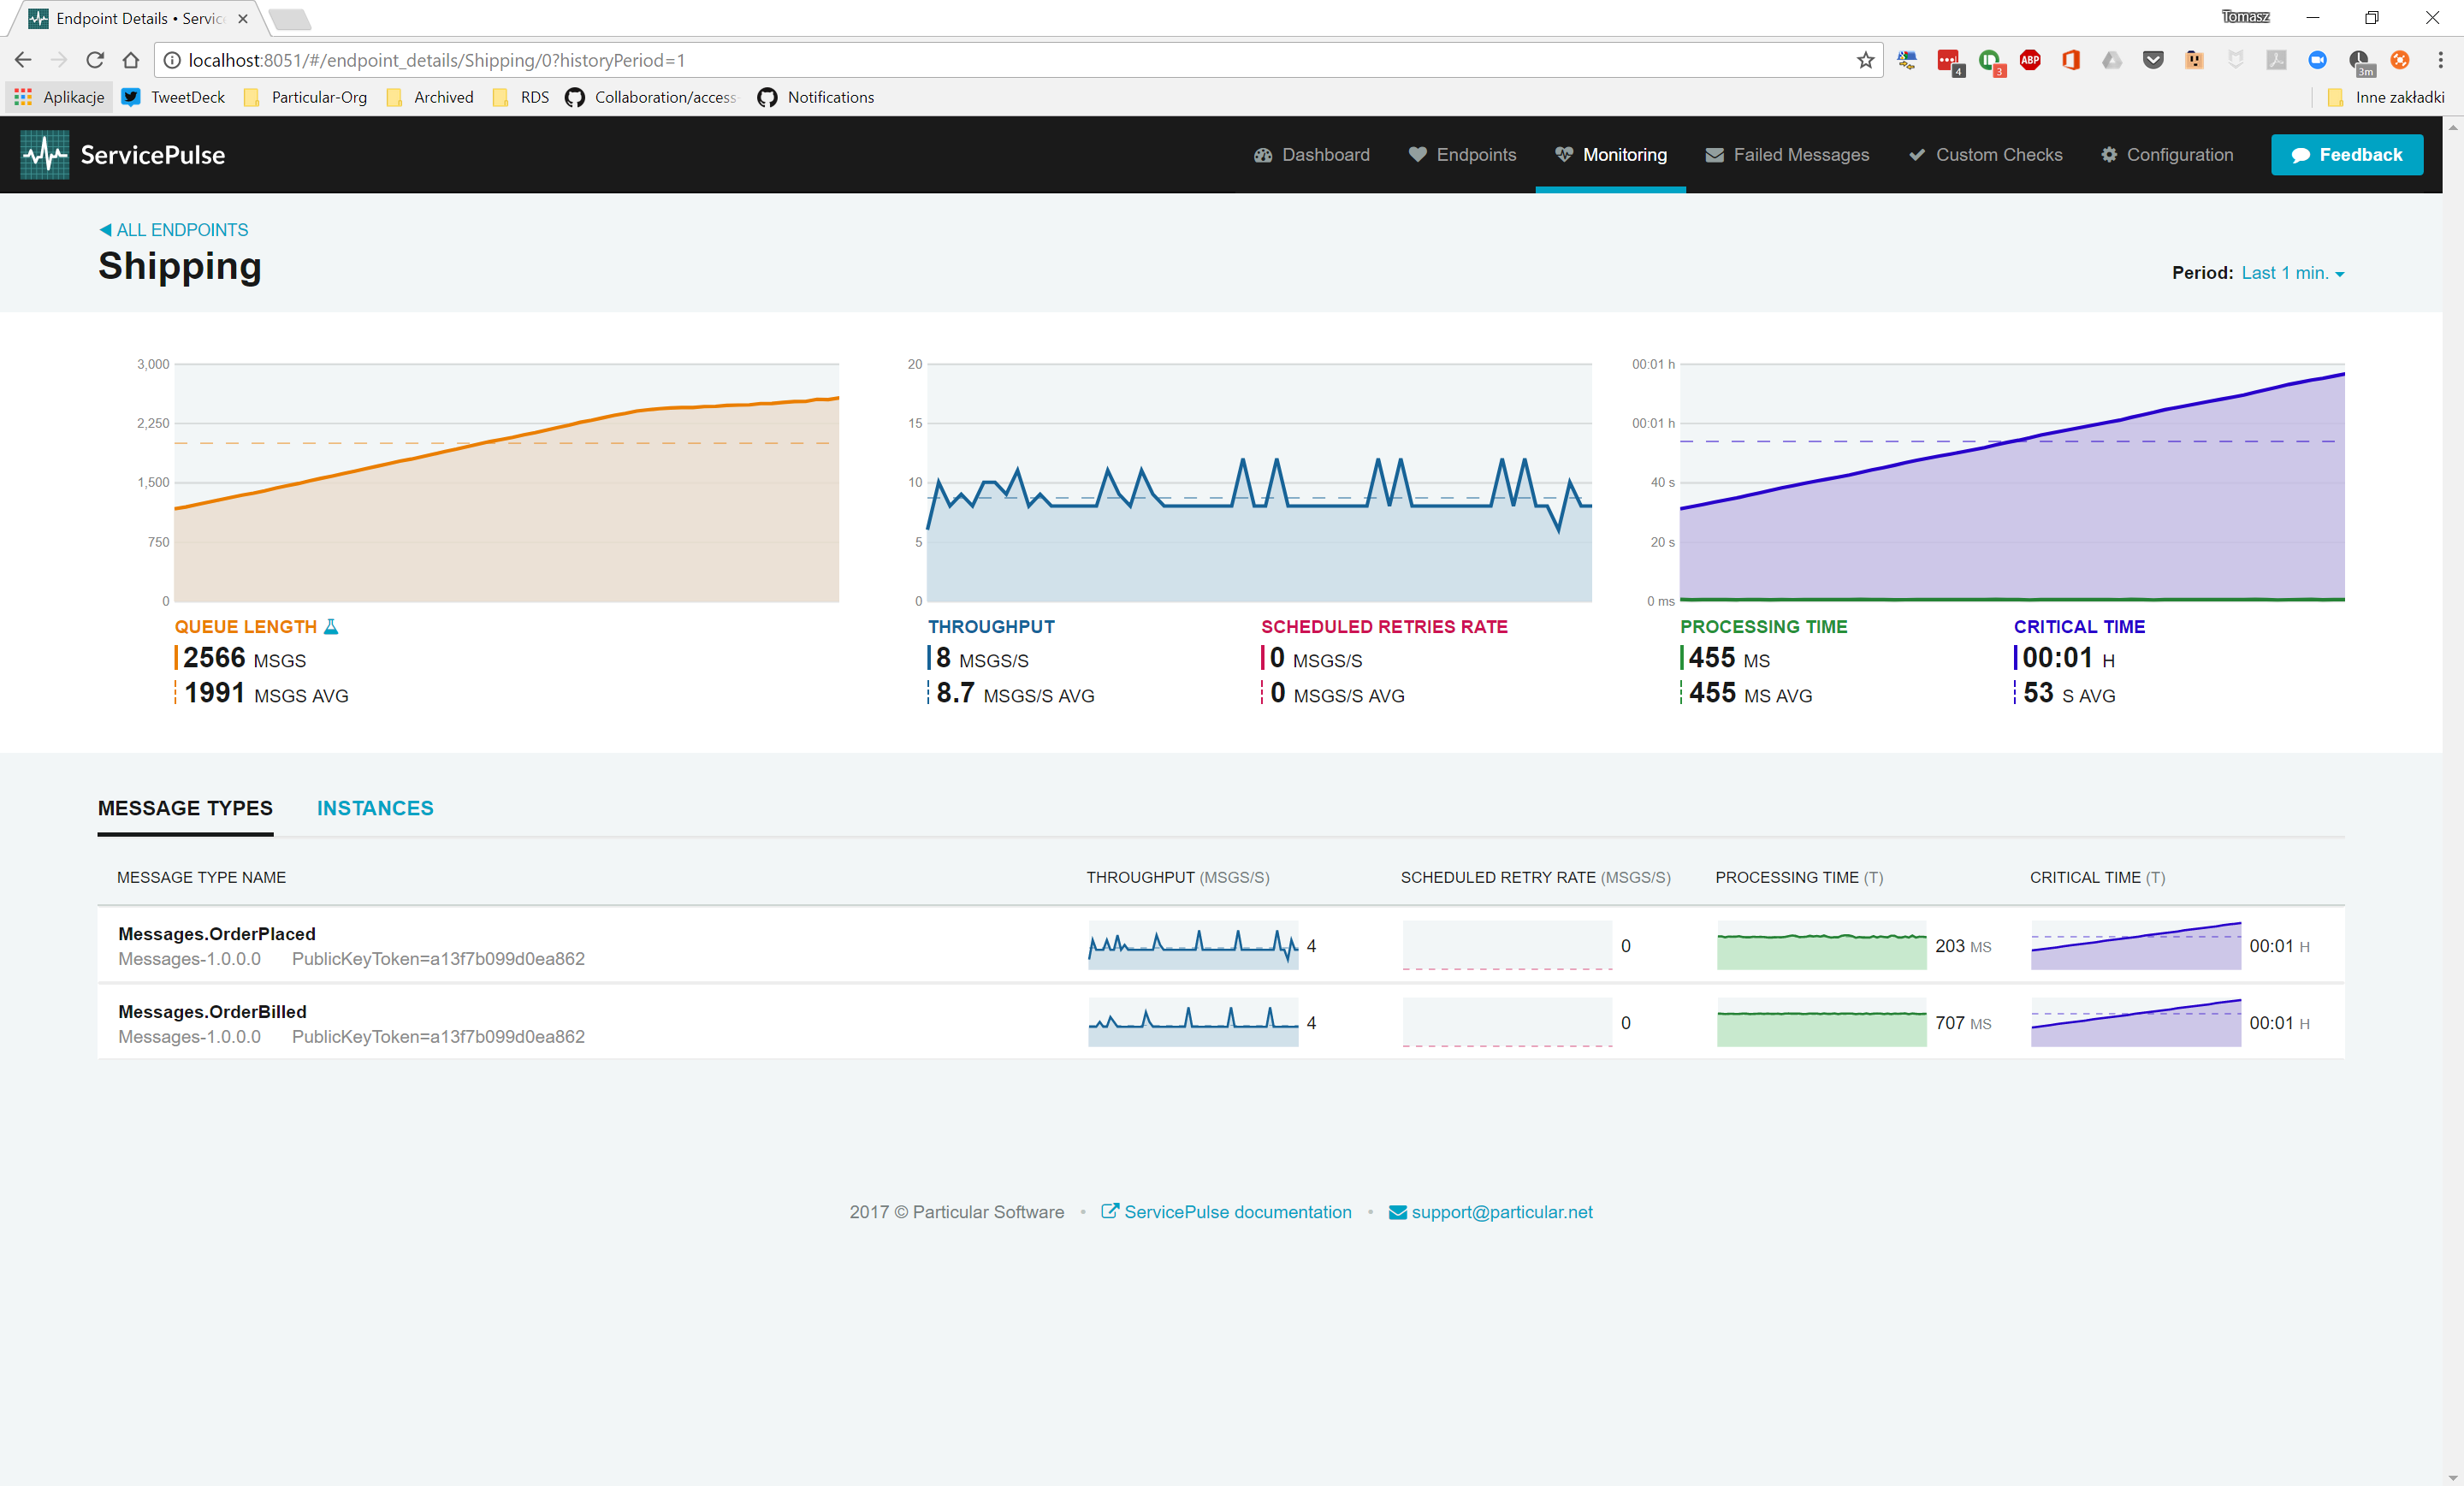 Endpoint Details • Servic
Tomasz
localhost:8051/#/endpoint_details/Shipping/0?historyPeriod=1
4
3
ABP
3m
Aplikacje
TweetDeck
Particular-Org
Archived
RDS
Collaboration/access
Notifications
Inne zakładki
ServicePulse
Dashboard
Endpoints
Monitoring
Failed Messages
Custom Checks
Configuration
Feedback
ALL ENDPOINTS
Shipping
Period: Last 1 min.
3,000
2,250
1,500
750
0
QUEUE LENGTH
2566 MSGS
1991 MSGS AVG
20
15
10
5
0
THROUGHPUT
8 MSGS/S
8.7 MSGS/S AVG
SCHEDULED RETRIES RATE
0 MSGS/S
0 MSGS/S AVG
00:01 h
00:01 h
40 s
20 s
0 ms
PROCESSING TIME
455 MS
455 MS AVG
CRITICAL TIME
00:01 H
53 S AVG
MESSAGE TYPES
INSTANCES
MESSAGE TYPE NAME
THROUGHPUT (MSGS/S)
SCHEDULED RETRY RATE (MSGS/S)
PROCESSING TIME (T)
CRITICAL TIME (T)
Messages.OrderPlaced
Messages-1.0.0.0 PublicKeyToken=a13f7b099d0ea862
4
0
203 MS
00:01 H
Messages.OrderBilled
Messages-1.0.0.0 PublicKeyToken=a13f7b099d0ea862
4
0
707 MS
00:01 H
2017 © Particular Software • ServicePulse documentation • support@particular.net